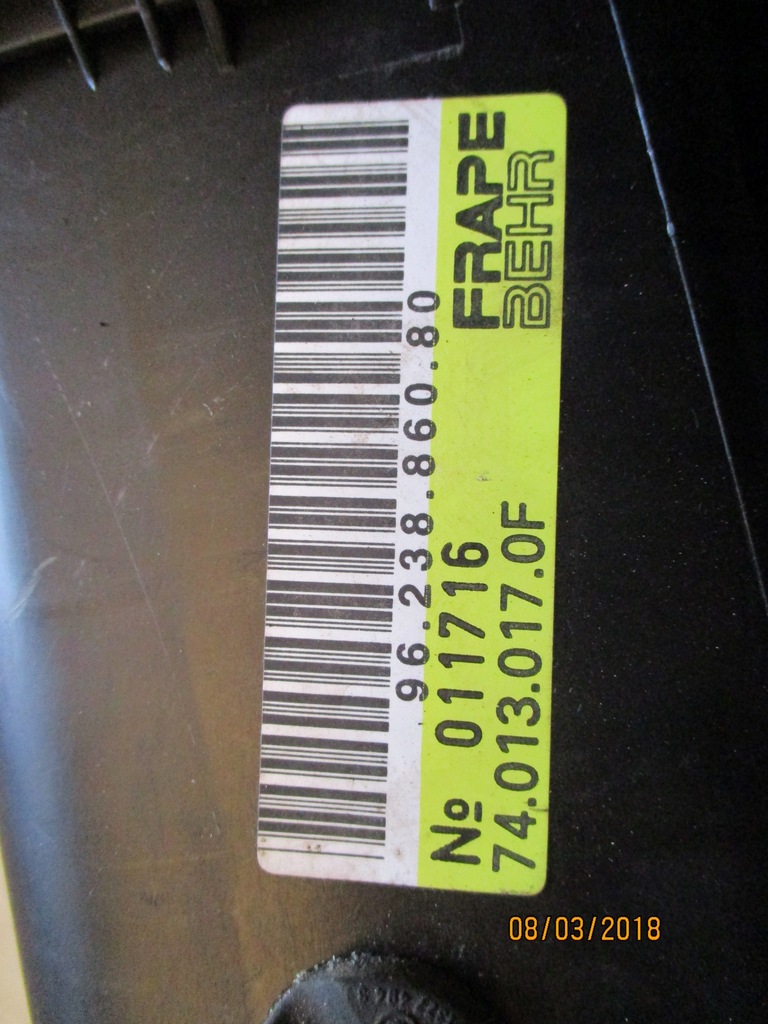 FRAPE
BEHR
96.238.860.80
Nº 011716
74.013.017.0F
08/03/2018